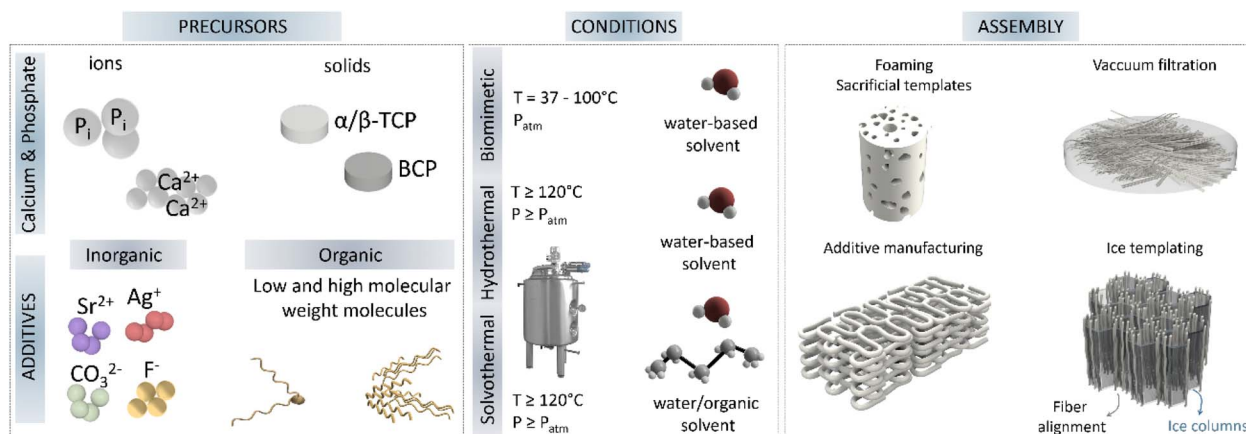 PRECURSORS
Calcium & Phosphate
ions
solids
Pi
Pi
Ca2+
Ca2+
α/β-TCP
BCP
ADDITIVES
Inorganic
Sr2+
Ag+
CO32-
F-
Organic
Low and high molecular
weight molecules
CONDITIONS
Biomimetic
T = 37 - 100°C
Patm
water-based
solvent
Hydrothermal
T ≥ 120°C
P ≥ Patm
water-based
solvent
Solvothermal
T ≥ 120°C
P ≥ Patm
water/organic
solvent
ASSEMBLY
Foaming
Sacrificial templates
Vaccuum filtration
Additive manufacturing
Ice templating
Fiber
alignment
Ice columns